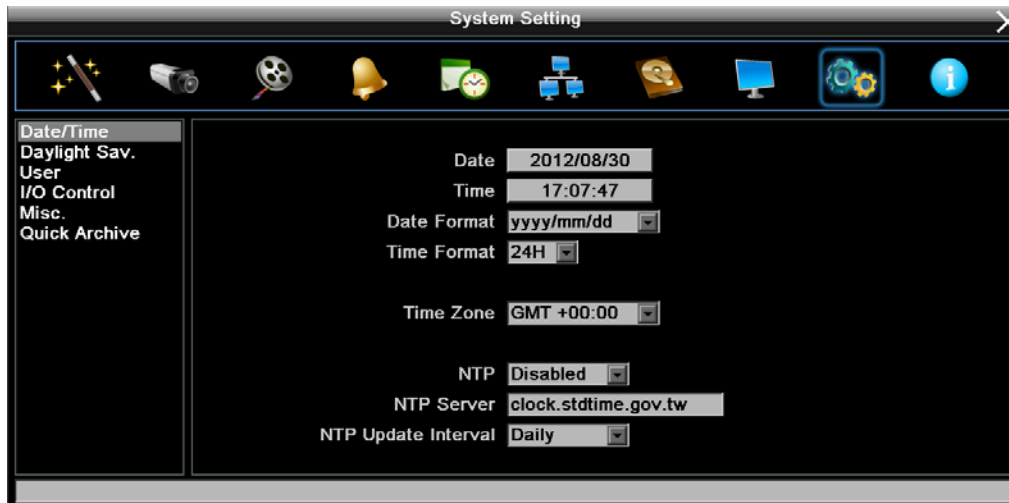 System Setting
Date/Time
Daylight Sav.
User
I/O Control
Misc.
Quick Archive
Date 2012/08/30
Time 17:07:47
Date Format yyyy/mm/dd
Time Format 24H
Time Zone GMT +00:00
NTP Disabled
NTP Server clock.stdtime.gov.tw
NTP Update Interval Daily